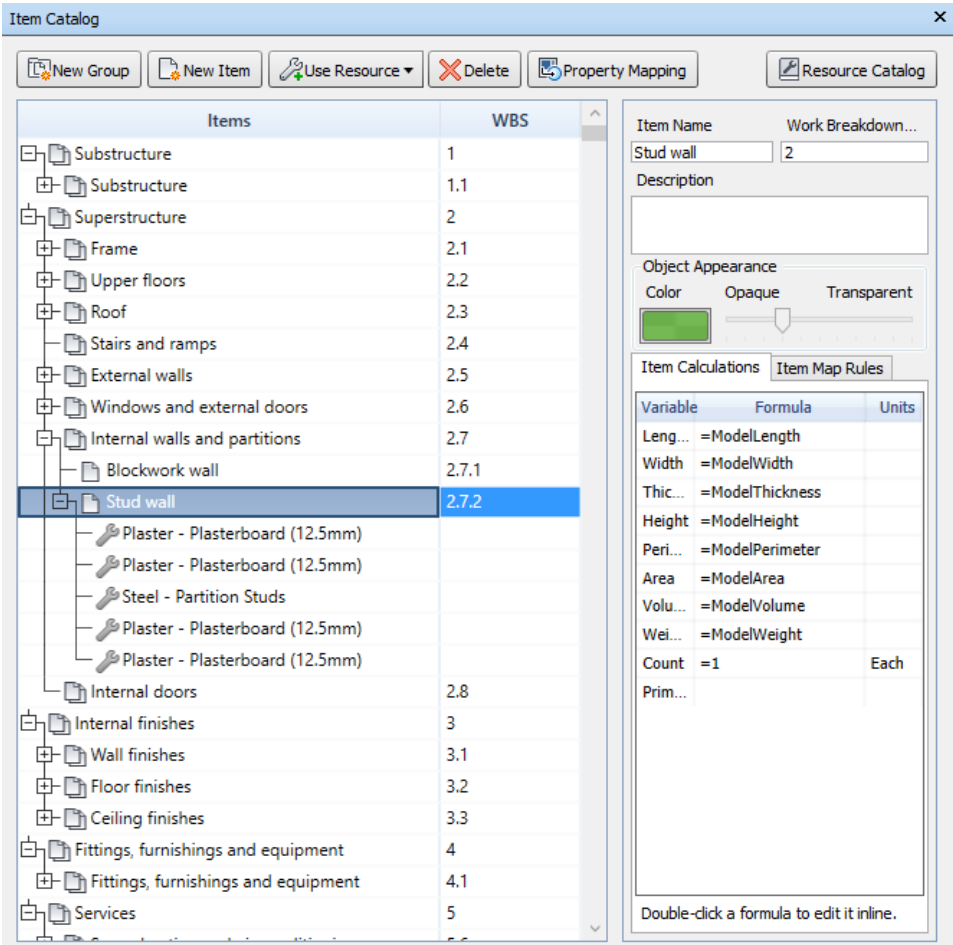 Item Catalog
New Group New Item Use Resource Delete Property Mapping Resource Catalog
Items WBS
Substructure 1
Substructure 1.1
Superstructure 2
Frame 2.1
Upper floors 2.2
Roof 2.3
Stairs and ramps 2.4
External walls 2.5
Windows and external doors 2.6
Internal walls and partitions 2.7
Blockwork wall 2.7.1
Stud wall 2.7.2
Plaster - Plasterboard (12.5mm)
Plaster - Plasterboard (12.5mm)
Steel - Partition Studs
Plaster - Plasterboard (12.5mm)
Plaster - Plasterboard (12.5mm)
Internal doors 2.8
Internal finishes 3
Wall finishes 3.1
Floor finishes 3.2
Ceiling finishes 3.3
Fittings, furnishings and equipment 4
Fittings, furnishings and equipment 4.1
Services 5
Item Name Work Breakdown...
Stud wall 2
Description
Object Appearance
Color Opaque Transparent
Item Calculations Item Map Rules
Variable Formula Units
Leng... =ModelLength
Width =ModelWidth
Thic... =ModelThickness
Height =ModelHeight
Peri... =ModelPerimeter
Area =ModelArea
Volu... =ModelVolume
Wei... =ModelWeight
Count =1 Each
Prim...
Double-click a formula to edit it inline.